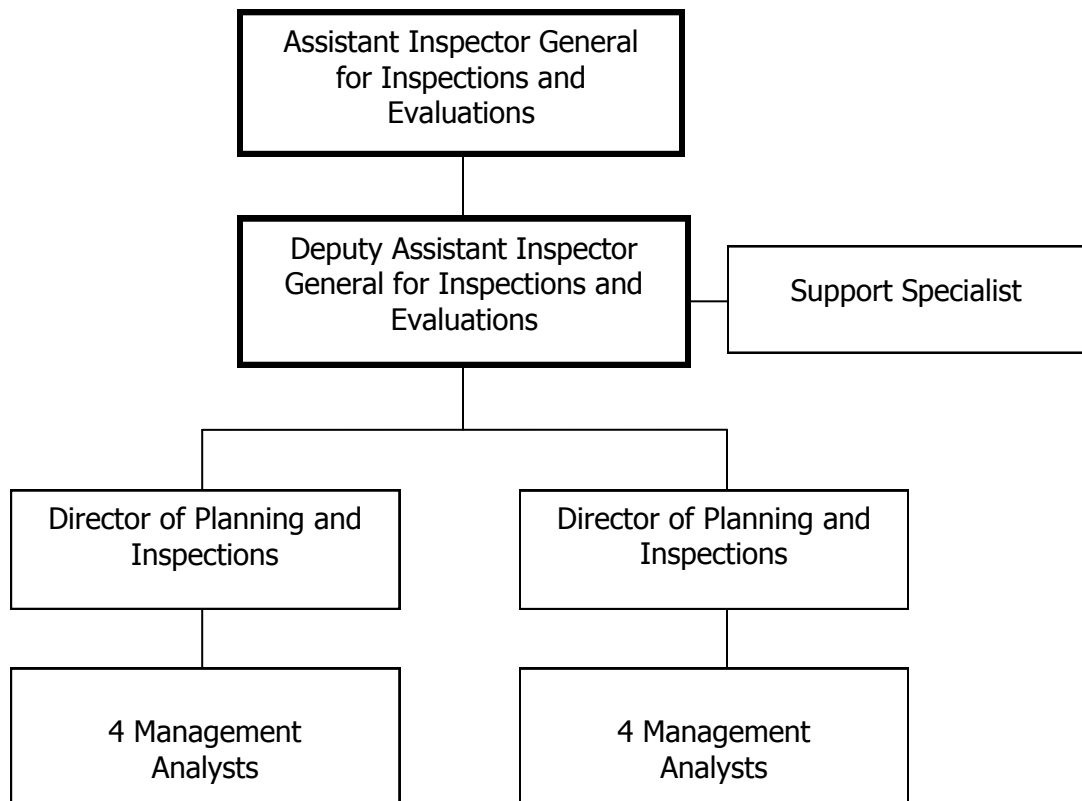 Assistant Inspector General
for Inspections and
Evaluations
Deputy Assistant Inspector
General for Inspections and
Evaluations
Support Specialist
Director of Planning and
Inspections
Director of Planning and
Inspections
4 Management
Analysts
4 Management
Analysts